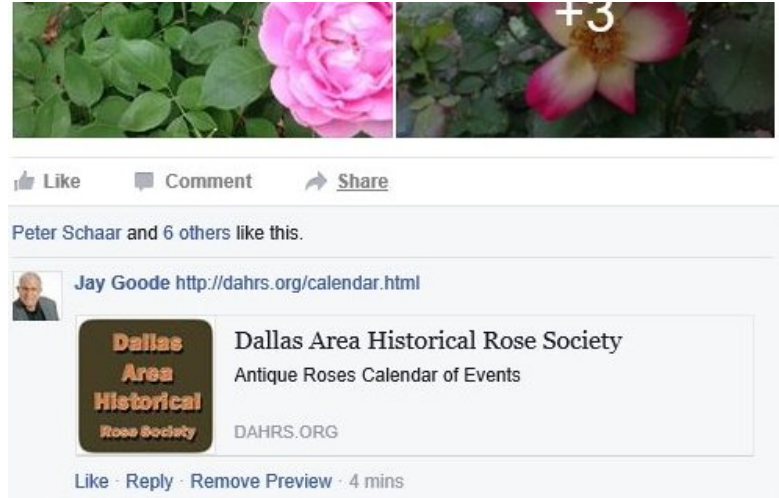 +3
Like Comment Share
Peter Schaar and 6 others like this.
Jay Goode http://dahrs.org/calendar.html
Dallas
Area
Historical
Rose Society
Dallas Area Historical Rose Society
Antique Roses Calendar of Events
DAHRS.ORG
Like · Reply · Remove Preview · 4 mins